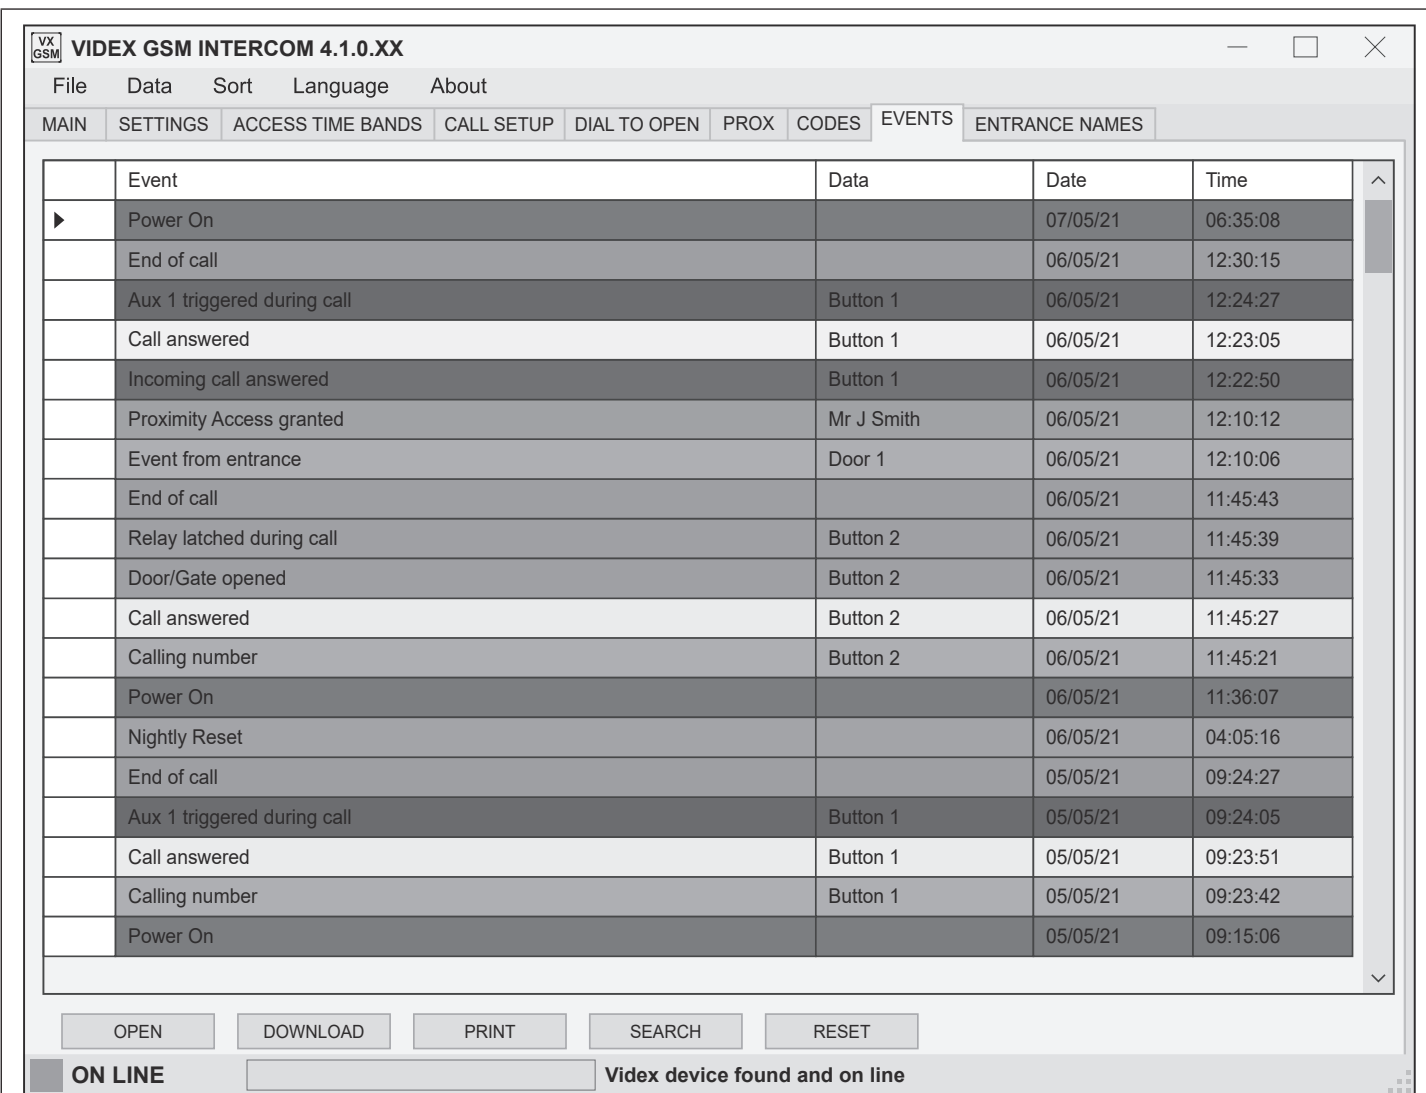 VX GSM VIDEX GSM INTERCOM 4.1.0.XX
File Data Sort Language About
MAIN SETTINGS ACCESS TIME BANDS CALL SETUP DIAL TO OPEN PROX CODES EVENTS ENTRANCE NAMES
Event Data Date Time
Power On 07/05/21 06:35:08
End of call 06/05/21 12:30:15
Aux 1 triggered during call Button 1 06/05/21 12:24:27
Call answered Button 1 06/05/21 12:23:05
Incoming call answered Button 1 06/05/21 12:22:50
Proximity Access granted Mr J Smith 06/05/21 12:10:12
Event from entrance Door 1 06/05/21 12:10:06
End of call 06/05/21 11:45:43
Relay latched during call Button 2 06/05/21 11:45:39
Door/Gate opened Button 2 06/05/21 11:45:33
Call answered Button 2 06/05/21 11:45:27
Calling number Button 2 06/05/21 11:45:21
Power On 06/05/21 11:36:07
Nightly Reset 06/05/21 04:05:16
End of call 05/05/21 09:24:27
Aux 1 triggered during call Button 1 05/05/21 09:24:05
Call answered Button 1 05/05/21 09:23:51
Calling number Button 1 05/05/21 09:23:42
Power On 05/05/21 09:15:06
OPEN DOWNLOAD PRINT SEARCH RESET
ON LINE Videx device found and on line